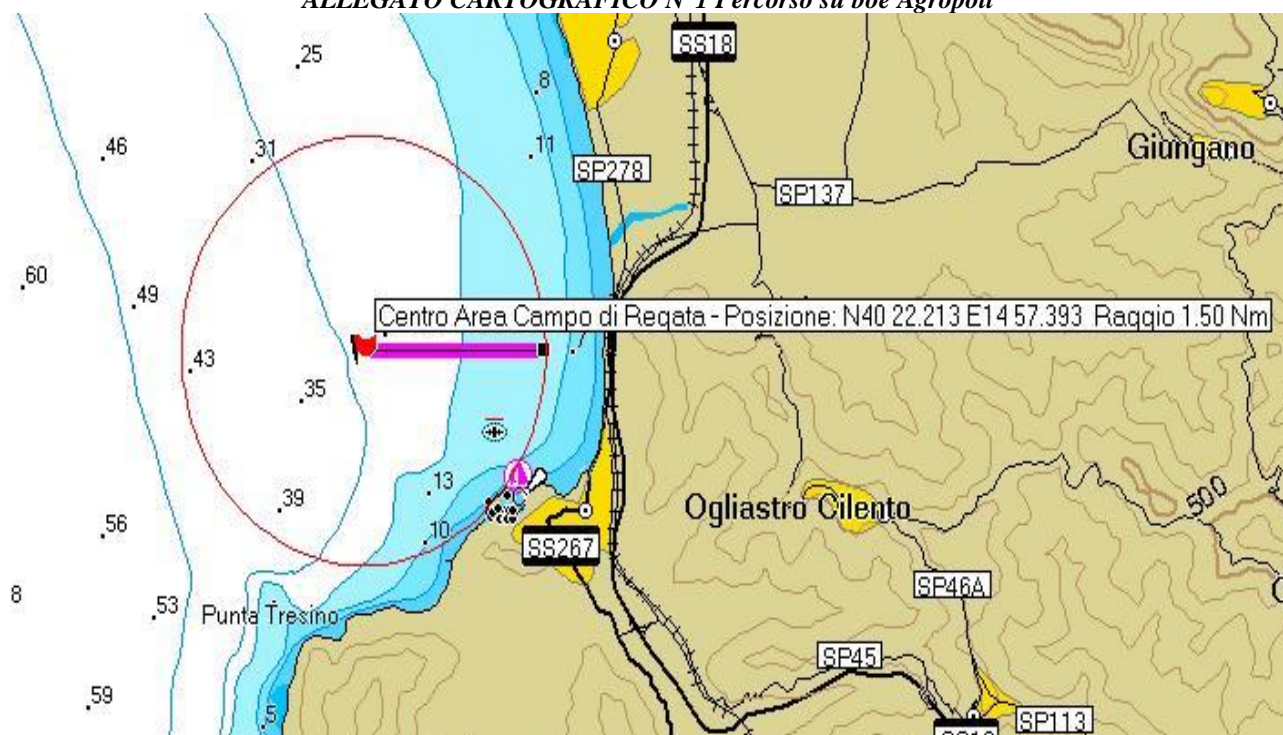 ALLEGATO CARTOGRAFICO N°1 Percorso su boe Agropoli
25
SS18
8
46
31
11
Giungano
SP278
SP137
60
49
Centro Area Campo di Regata - Posizione: N40 22.213 E14 57.393 Raggio 1.50 Nm
43
35
13
39
Ogliastro Cilento
500
56
10
SS267
8
SP46A
53
Punta Tresino
SP45
59
5
SP113
SS18